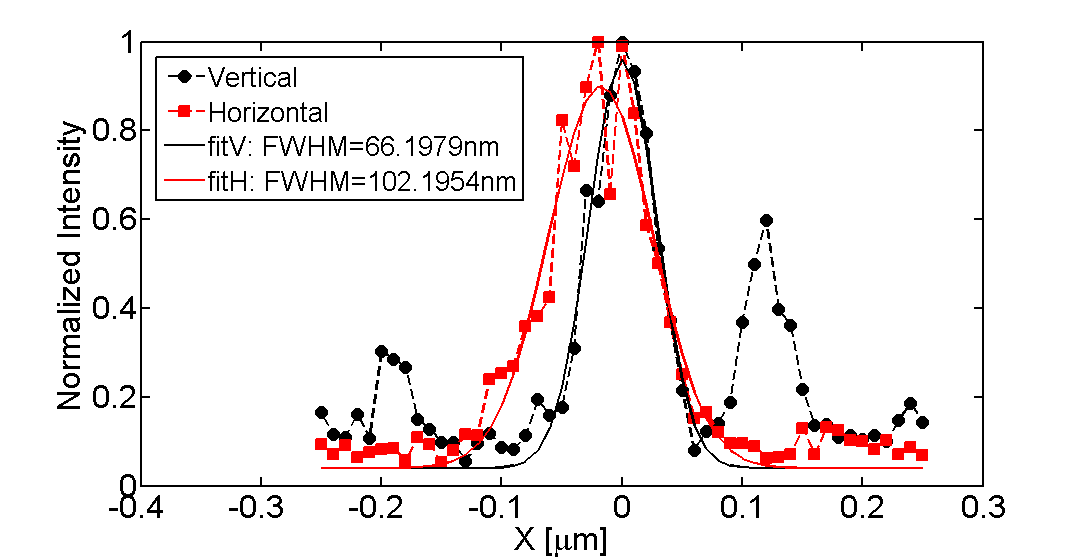 1
0.8
0.6
0.4
0.2
0
Normalized Intensity
Vertical
Horizontal
fitV: FWHM=66.1979nm
fitH: FWHM=102.1954nm
-0.4 -0.3 -0.2 -0.1 0 0.1 0.2 0.3
X [μm]